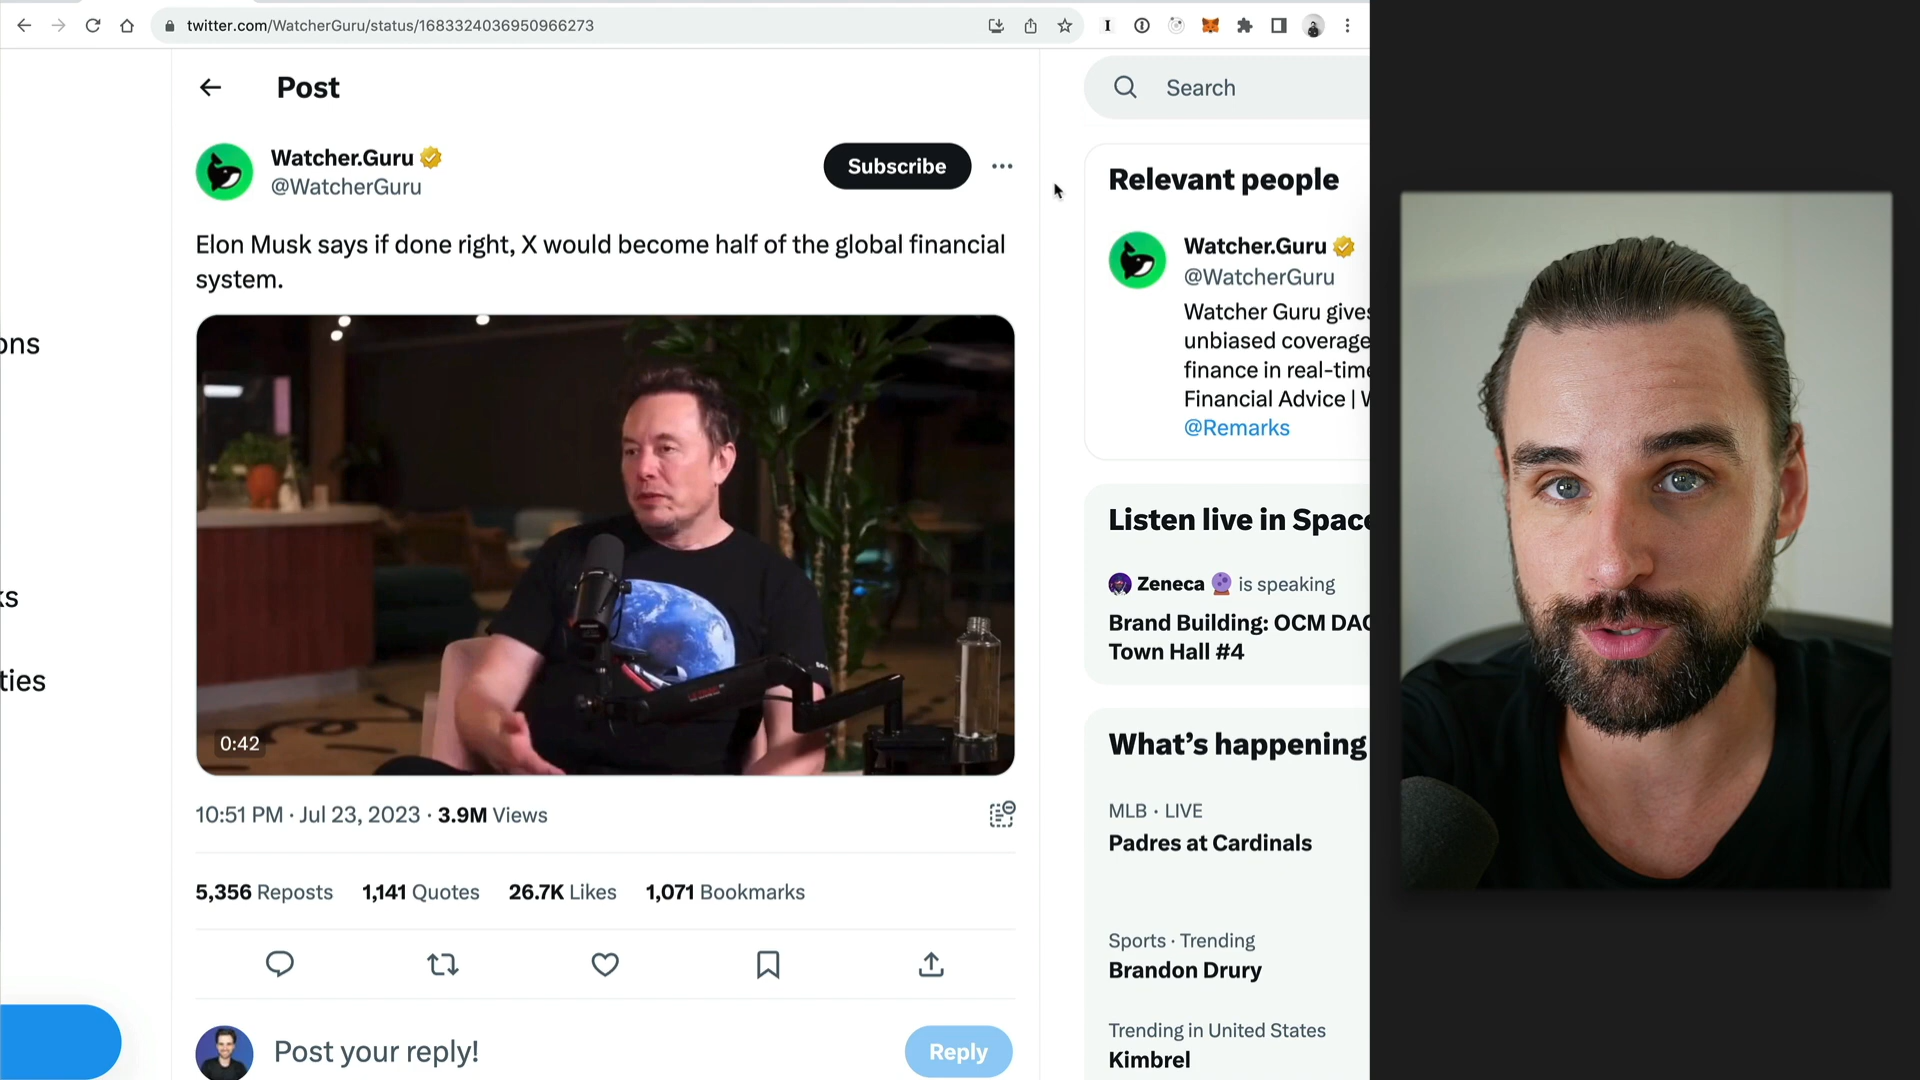 twitter.com/WatcherGuru/status/1683324036950966273
Post
Search
Watcher.Guru
@WatcherGuru
Subscribe
Elon Musk says if done right, X would become half of the global financial
system.
0:42
10:51 PM · Jul 23, 2023 · 3.9M Views
5,356 Reposts 1,141 Quotes 26.7K Likes 1,071 Bookmarks
Post your reply!
Reply
ons
ks
ties
Relevant people
Watcher.Guru
@WatcherGuru
Watcher Guru gives
unbiased coverage
finance in real-time
Financial Advice | W
@Remarks
Listen live in Spac
Zeneca is speaking
Brand Building: OCM DAO
Town Hall #4
What's happening
MLB · LIVE
Padres at Cardinals
Sports · Trending
Brandon Drury
Trending in United States
Kimbrel